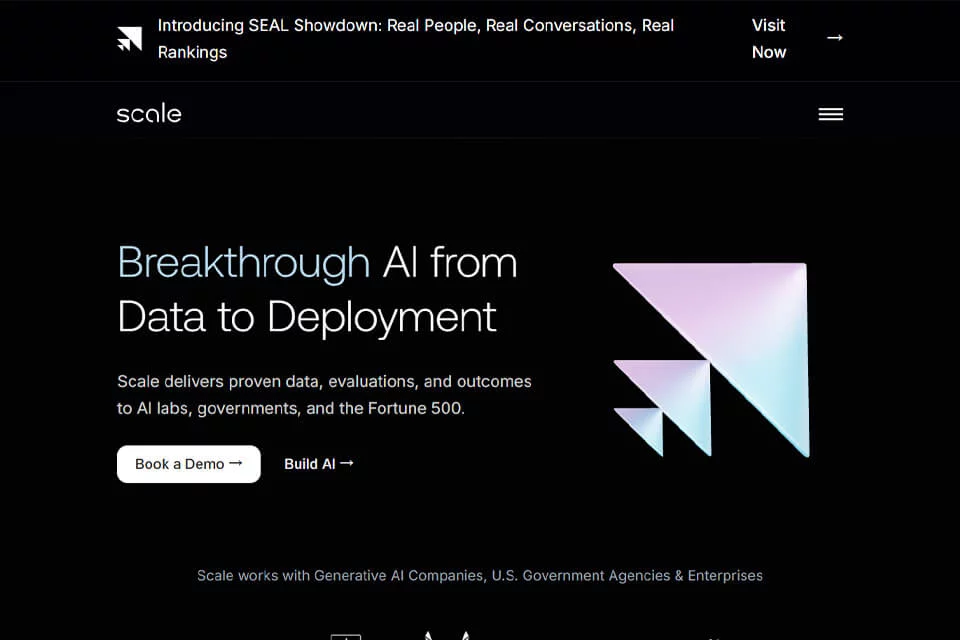 Introducing SEAL Showdown: Real People, Real Conversations, Real
Rankings
Visit
Now →
scale
Breakthrough AI from
Data to Deployment
Scale delivers proven data, evaluations, and outcomes
to AI labs, governments, and the Fortune 500.
Book a Demo →
Build AI →
Scale works with Generative AI Companies, U.S. Government Agencies & Enterprises